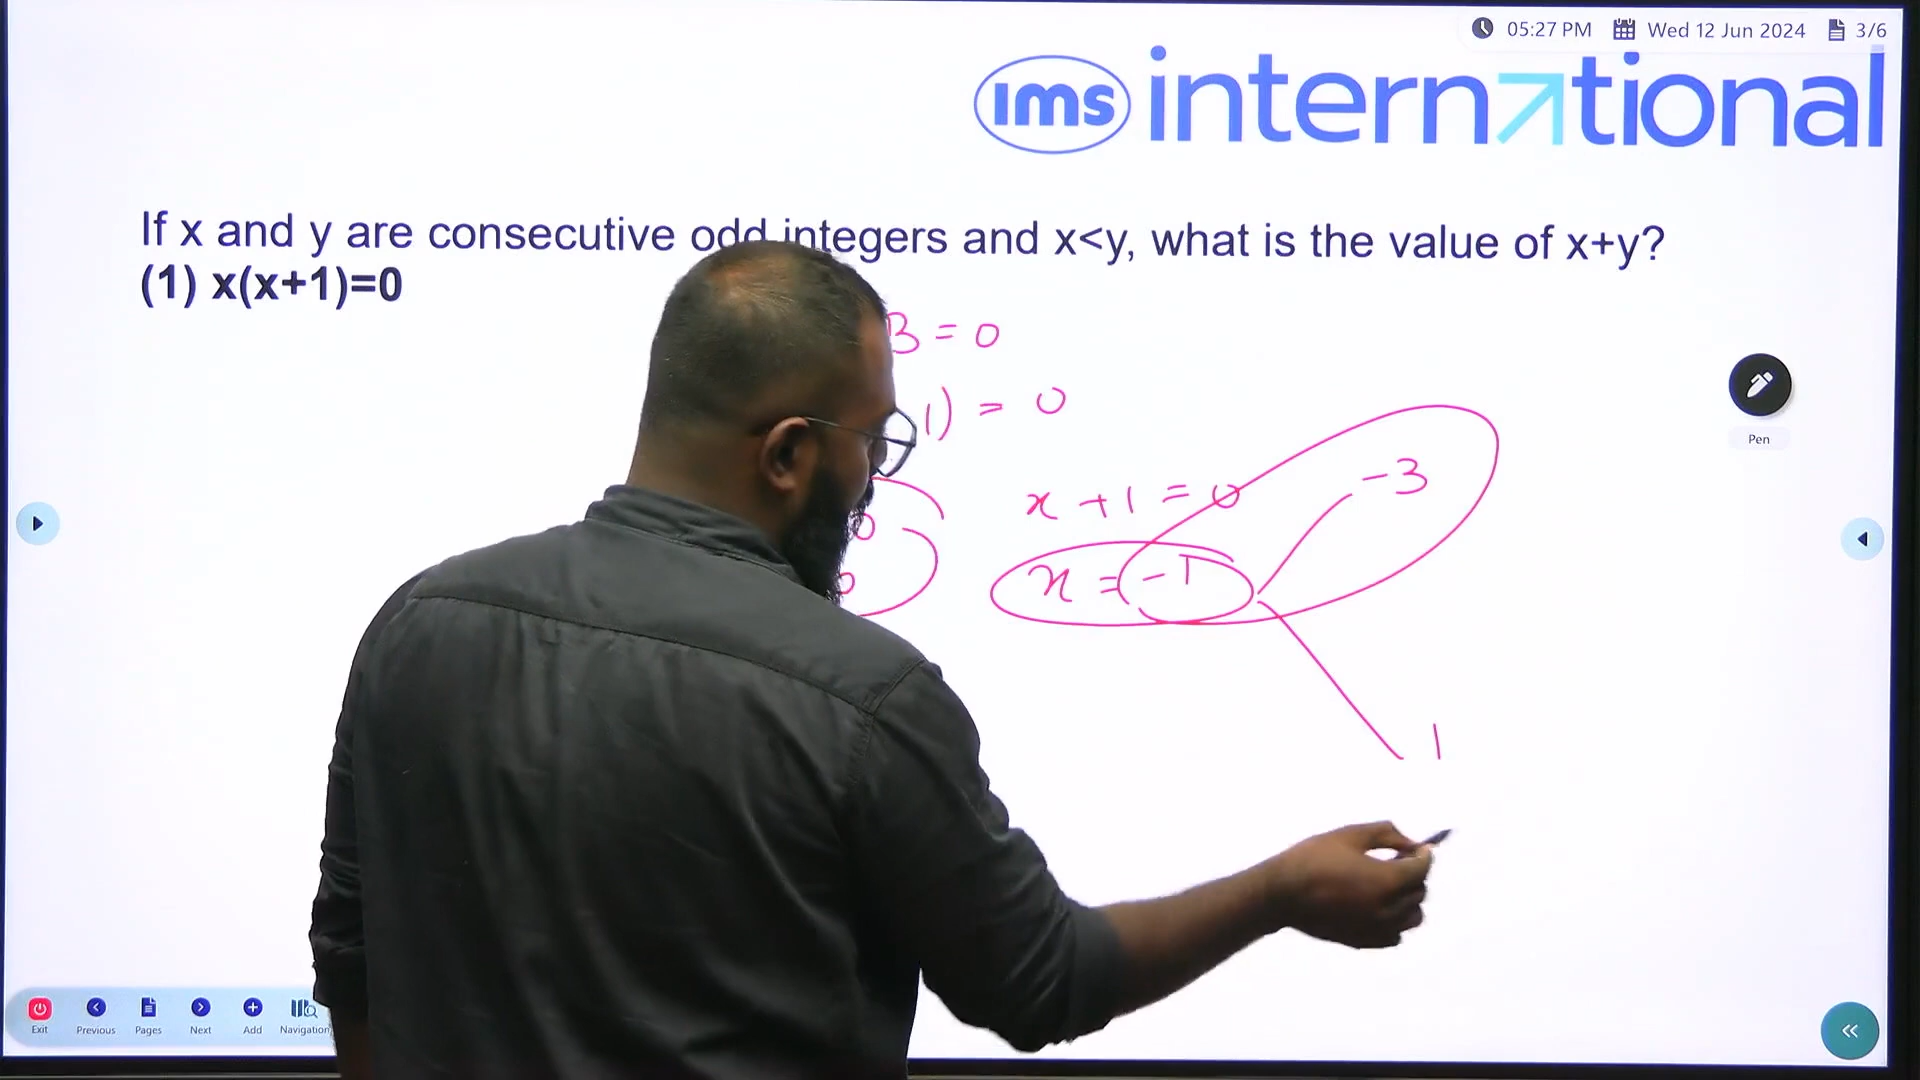 05:27 PM Wed 12 Jun 2024 3/6
ims international
If x and y are consecutive odd integers and x<y, what is the value of x+y?
(1) x(x+1)=0
B = 0
1) = 0
x + 1 = 0
-3
x = -1
1
Pen
Exit Previous Pages Next Add Navigation